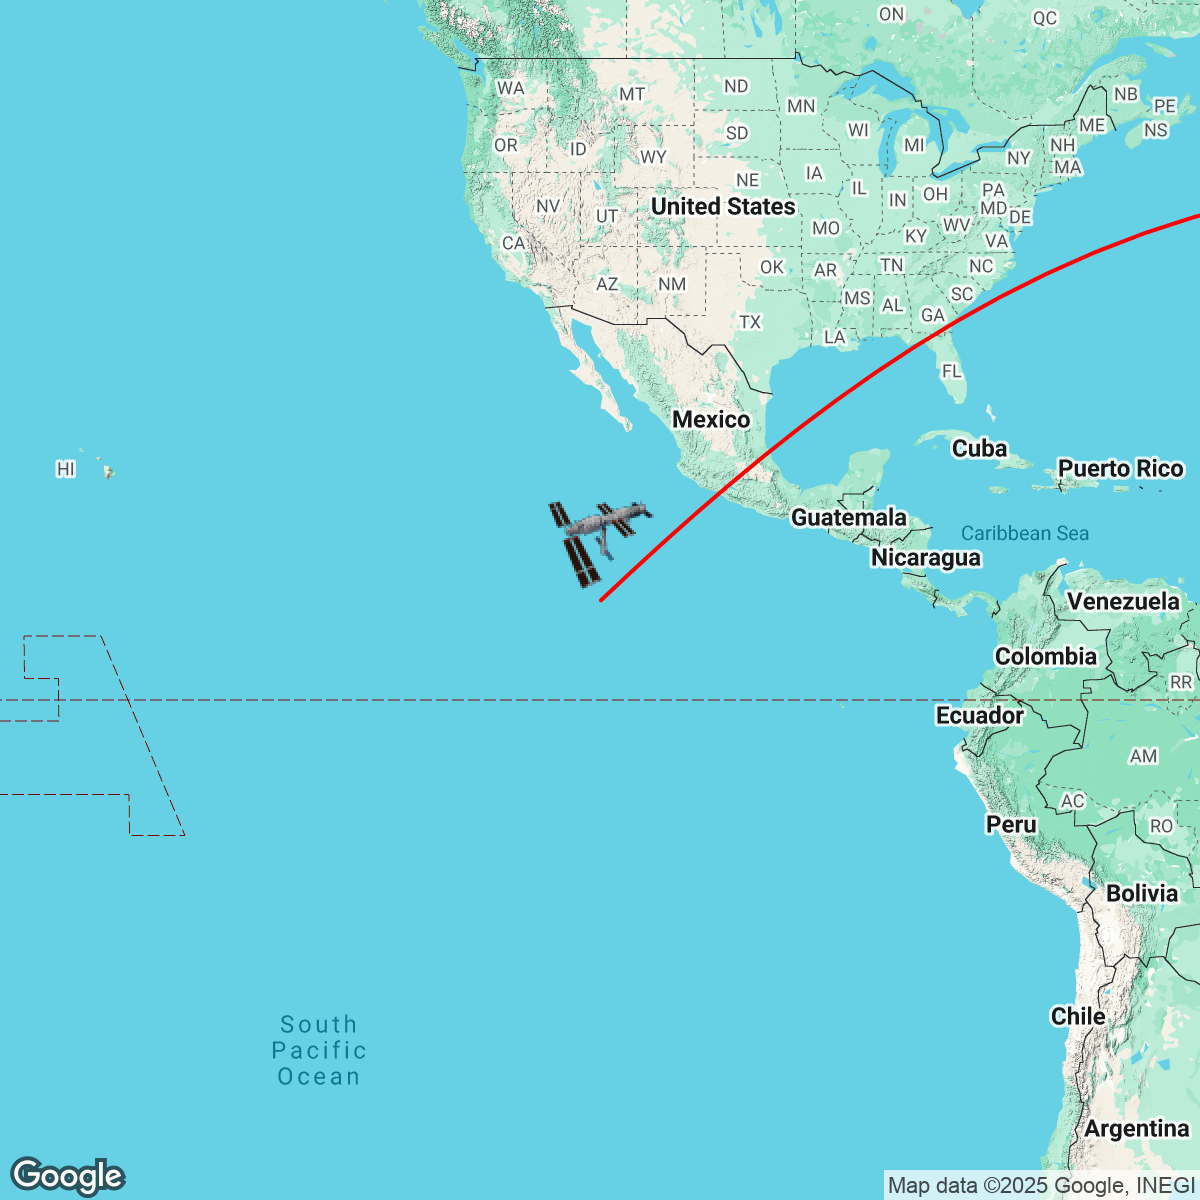 ON
QC
WA
MT
ND
MN
NB
PE
OR
ID
SD
WI
MI
ME
NS
WY
NY
NH
MA
NE
IA
IL
IN
OH
PA
NV
UT
United States
MD
DE
CA
MO
KY
WV
VA
AZ
NM
OK
AR
TN
NC
MS
AL
SC
TX
LA
GA
FL
Mexico
HI
Cuba
Puerto Rico
Guatemala
Caribbean Sea
Nicaragua
Venezuela
Colombia
RR
Ecuador
AM
AC
Peru
RO
Bolivia
South
Pacific
Ocean
Chile
Argentina
Google
Map data ©2025 Google, INEGI